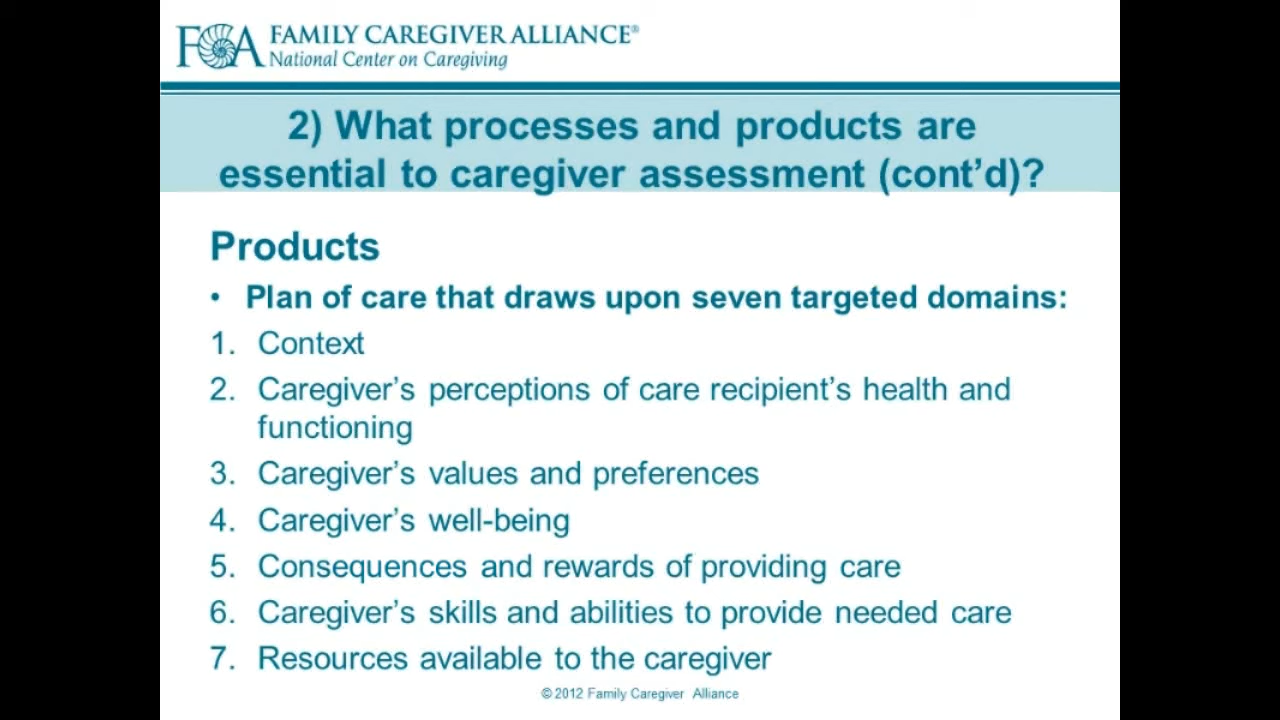 FCA FAMILY CAREGIVER ALLIANCE®
National Center on Caregiving
2) What processes and products are
essential to caregiver assessment (cont’d)?
Products
• Plan of care that draws upon seven targeted domains:
1. Context
2. Caregiver’s perceptions of care recipient’s health and
functioning
3. Caregiver’s values and preferences
4. Caregiver’s well-being
5. Consequences and rewards of providing care
6. Caregiver’s skills and abilities to provide needed care
7. Resources available to the caregiver
© 2012 Family Caregiver Alliance